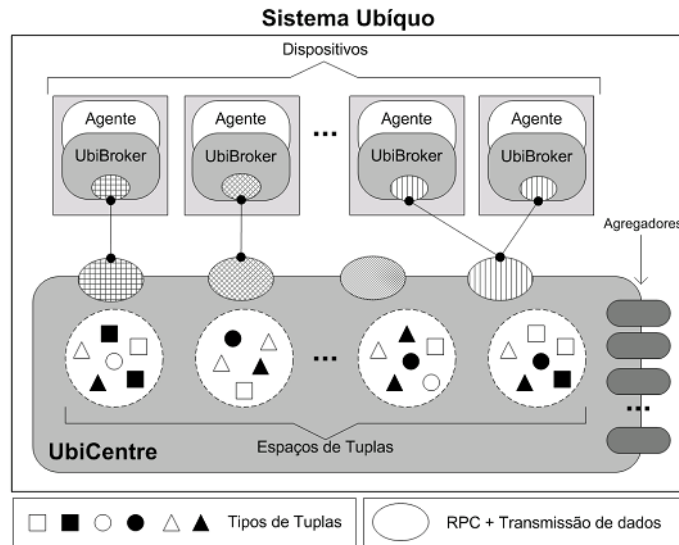 Sistema Ubíquo
Dispositivos
Agente
UbiBroker
Agente
UbiBroker
...
Agente
UbiBroker
Agente
UbiBroker
Agregadores
...
...
Espaços de Tuplas
UbiCentre
Tipos de Tuplas
RPC + Transmissão de dados